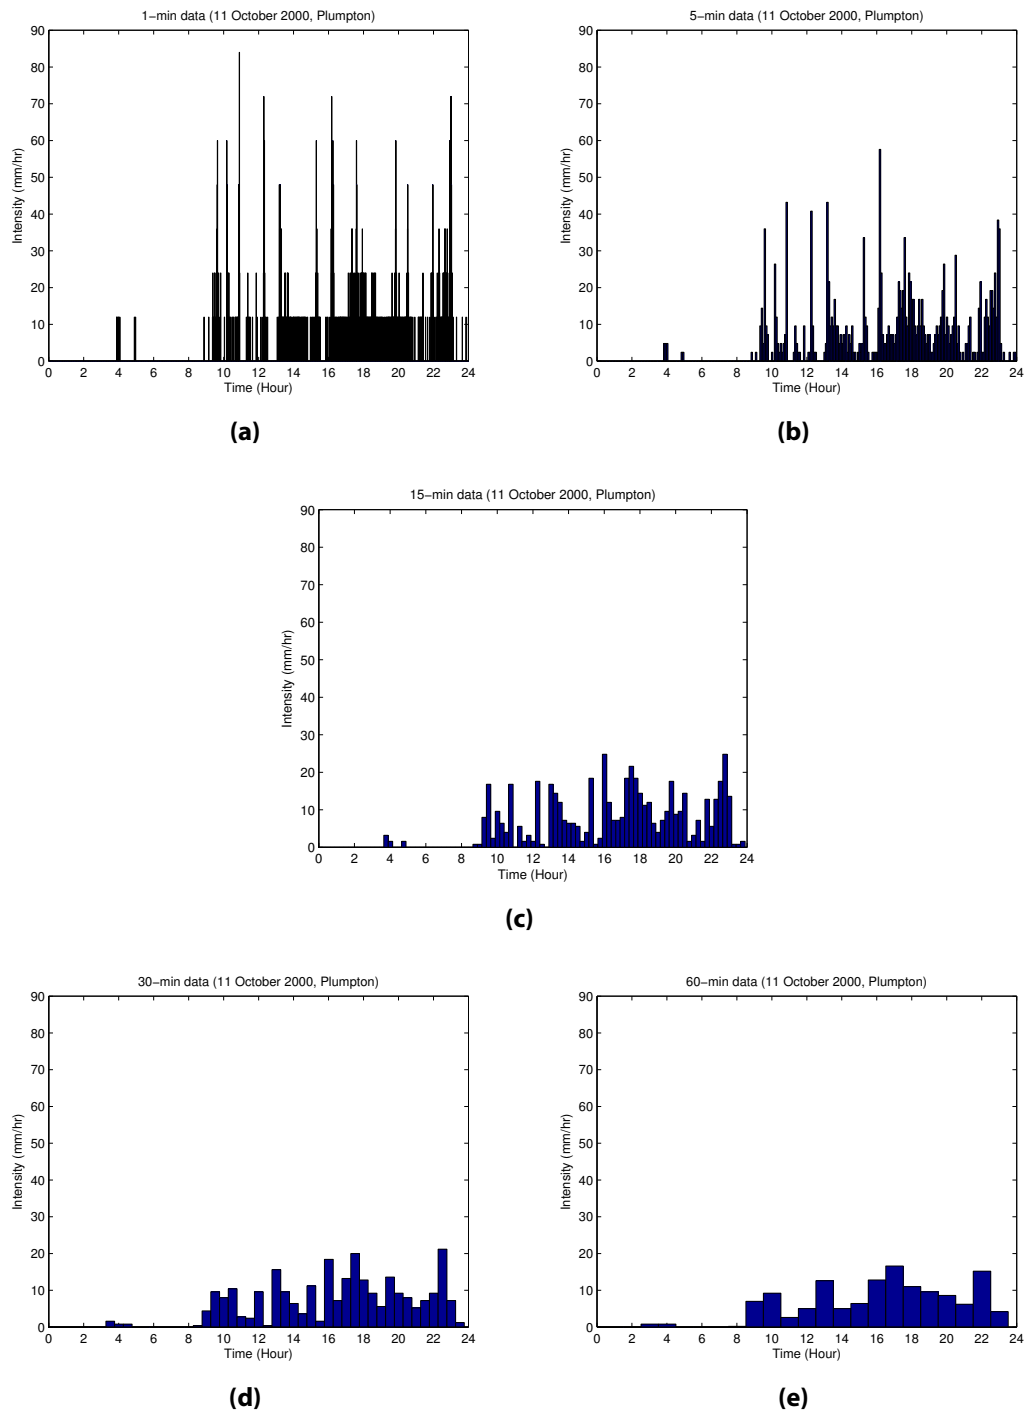 1−min data (11 October 2000, Plumpton)
90
80
70
60
50
40
30
20
10
0
Intensity (mm/hr)
0 2 4 6 8 10 12 14 16 18 20 22 24
Time (Hour)
(a)
5−min data (11 October 2000, Plumpton)
90
80
70
60
50
40
30
20
10
0
Intensity (mm/hr)
0 2 4 6 8 10 12 14 16 18 20 22 24
Time (Hour)
(b)
15−min data (11 October 2000, Plumpton)
90
80
70
60
50
40
30
20
10
0
Intensity (mm/hr)
0 2 4 6 8 10 12 14 16 18 20 22 24
Time (Hour)
(c)
30−min data (11 October 2000, Plumpton)
90
80
70
60
50
40
30
20
10
0
Intensity (mm/hr)
0 2 4 6 8 10 12 14 16 18 20 22 24
Time (Hour)
(d)
60−min data (11 October 2000, Plumpton)
90
80
70
60
50
40
30
20
10
0
Intensity (mm/hr)
0 2 4 6 8 10 12 14 16 18 20 22 24
Time (Hour)
(e)